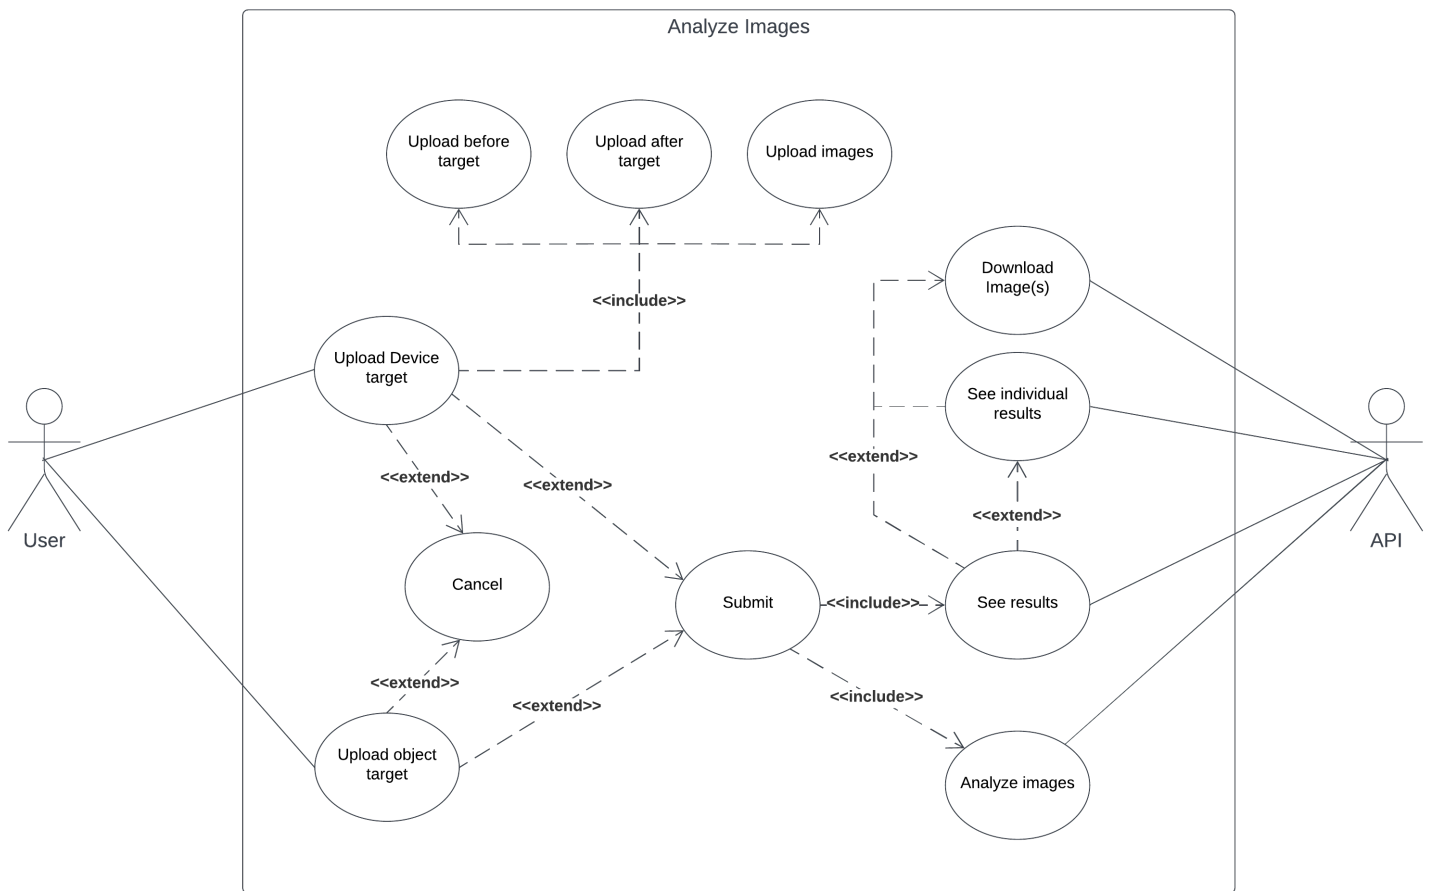 Analyze Images
Upload before
target
Upload after
target
Upload images
Download
Image(s)
<<include>>
Upload Device
target
See individual
results
<<extend>>
<<extend>>
<<extend>>
<<extend>>
User
API
Cancel
Submit
<<include>>
See results
<<extend>>
<<extend>>
<<include>>
Upload object
target
Analyze images